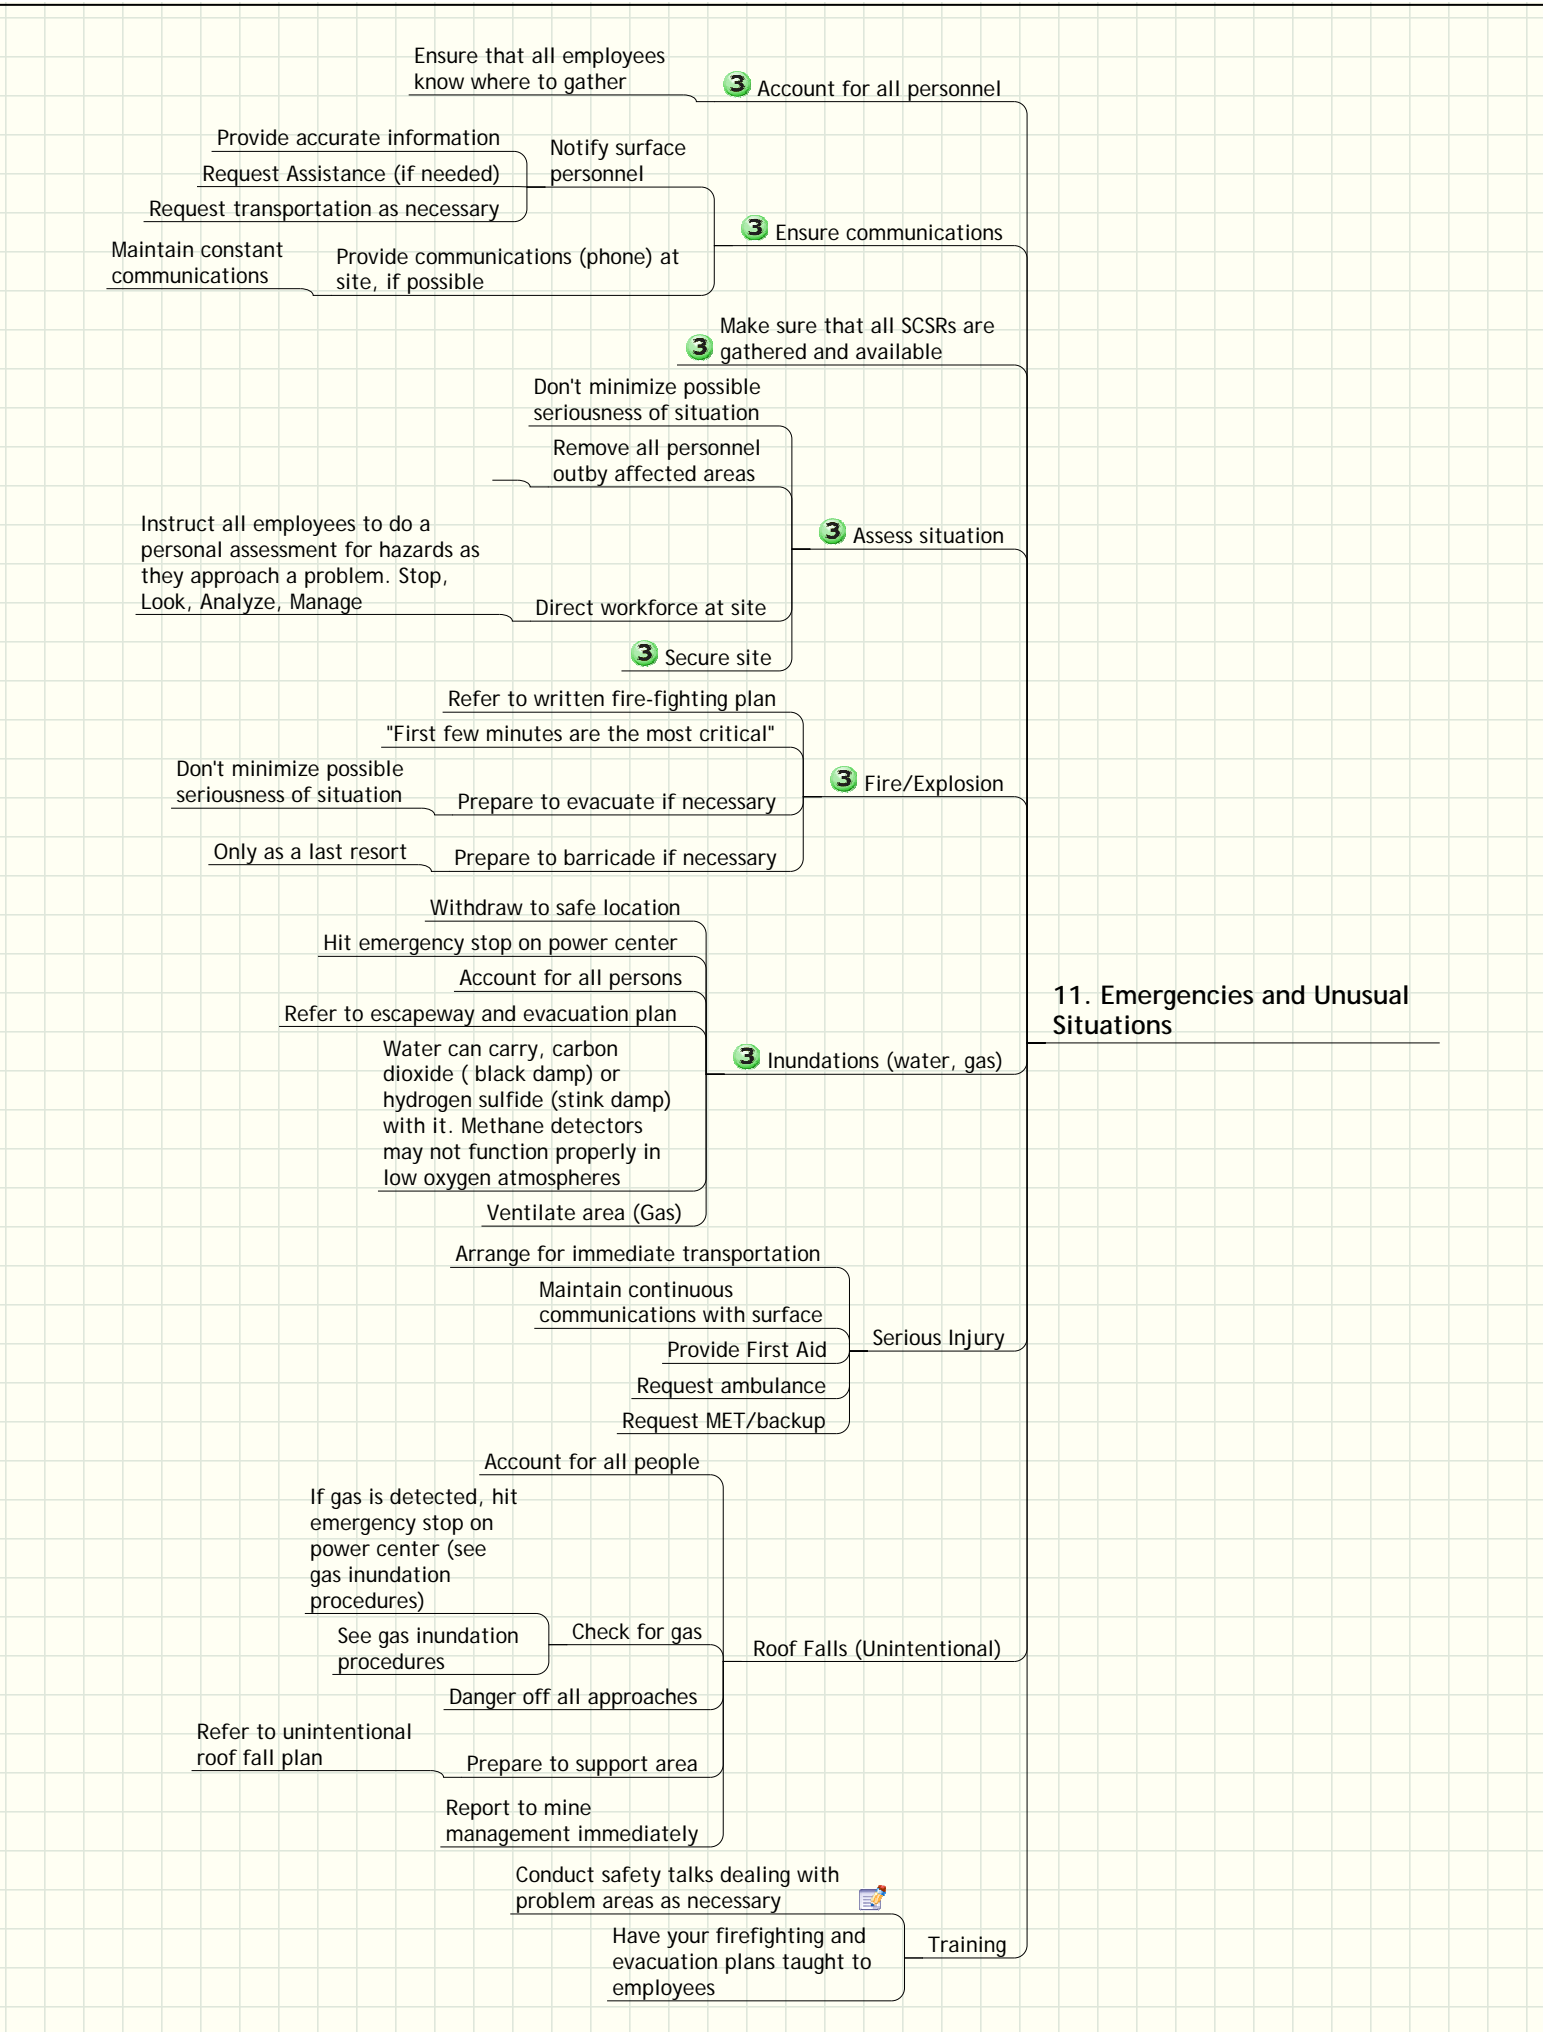 Ensure that all employees
know where to gather
3 Account for all personnel
Provide accurate information
Request Assistance (if needed)
Request transportation as necessary
Notify surface
personnel
Maintain constant
communications
Provide communications (phone) at
site, if possible
3 Ensure communications
3 Make sure that all SCSRs are
gathered and available
Don't minimize possible
seriousness of situation
Remove all personnel
outby affected areas
Instruct all employees to do a
personal assessment for hazards as
they approach a problem. Stop,
Look, Analyze, Manage
Direct workforce at site
3 Secure site
3 Assess situation
Refer to written fire-fighting plan
"First few minutes are the most critical"
Don't minimize possible
seriousness of situation
Prepare to evacuate if necessary
Only as a last resort
Prepare to barricade if necessary
3 Fire/Explosion
Withdraw to safe location
Hit emergency stop on power center
Account for all persons
Refer to escapeway and evacuation plan
Water can carry, carbon
dioxide ( black damp) or
hydrogen sulfide (stink damp)
with it. Methane detectors
may not function properly in
low oxygen atmospheres
Ventilate area (Gas)
3 Inundations (water, gas)
11. Emergencies and Unusual
Situations
Arrange for immediate transportation
Maintain continuous
communications with surface
Provide First Aid
Request ambulance
Request MET/backup
Serious Injury
Account for all people
If gas is detected, hit
emergency stop on
power center (see
gas inundation
procedures)
See gas inundation
procedures
Check for gas
Danger off all approaches
Refer to unintentional
roof fall plan
Prepare to support area
Report to mine
management immediately
Roof Falls (Unintentional)
Conduct safety talks dealing with
problem areas as necessary
Have your firefighting and
evacuation plans taught to
employees
Training